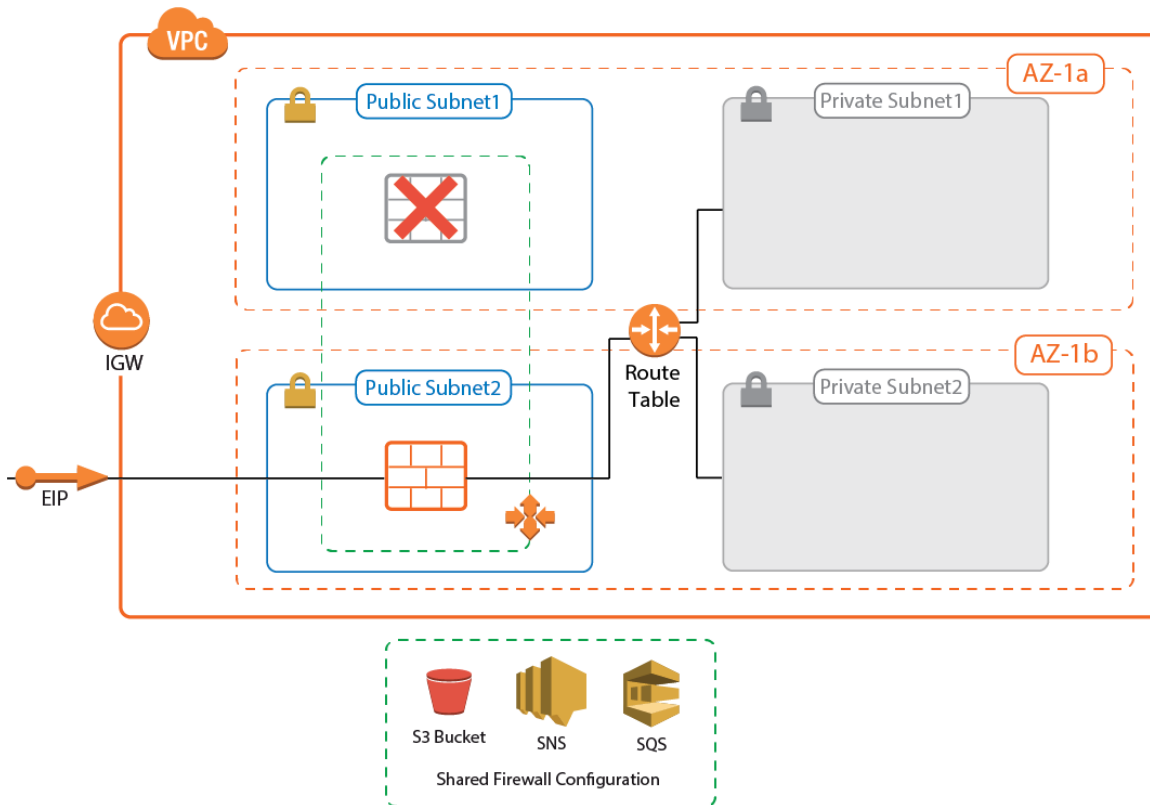 VPC
AZ-1a
Public Subnet1
Private Subnet1
IGW
Route
Table
AZ-1b
Public Subnet2
Private Subnet2
EIP
S3 Bucket
SNS
SQS
Shared Firewall Configuration